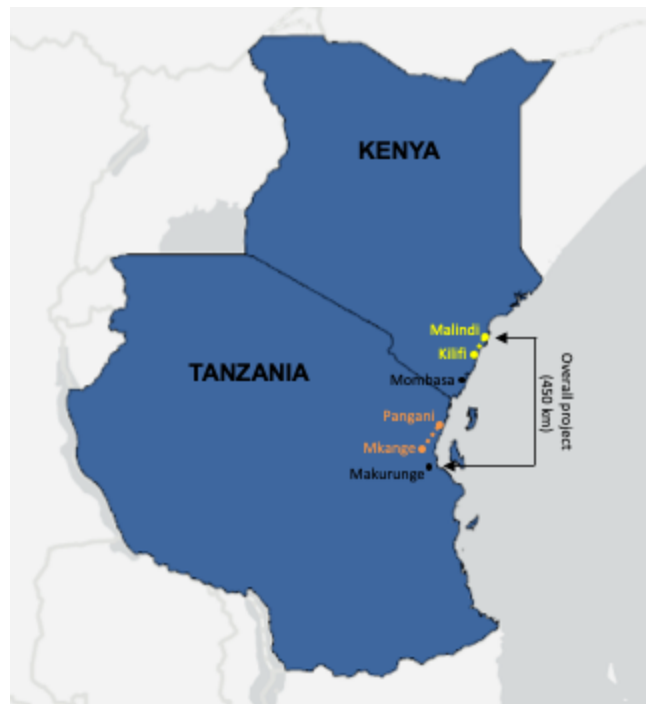 KENYA
Malindi
Kilifi
TANZANIA
Mombasa
Pangani
Mkange
Makurunge
Overall project
(450 km)